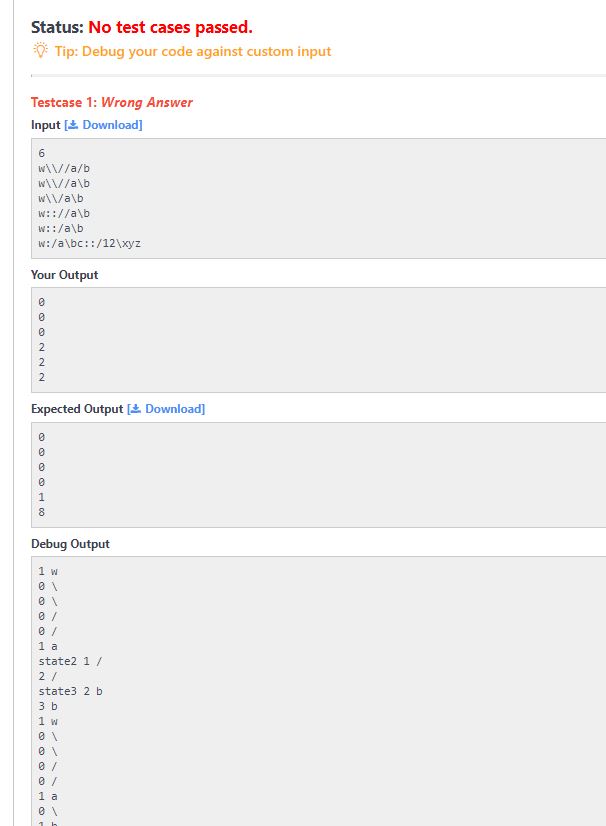 Status: No test cases passed.
Tip: Debug your code against custom input
Testcase 1: Wrong Answer
Input [ Download]
6
w\\//a/b
w\\//a\b
w\\/a\b
w:://a\b
w::/a\b
w:/a\bc::/12\xyz
Your Output
0
0
0
2
2
2
Expected Output [ Download]
0
0
0
0
1
8
Debug Output
1 w
0 \
0 \
0 /
0 /
1 a
state2 1 /
2 /
state3 2 b
3 b
1 w
0 \
0 \
0 /
0 /
1 a
0 \
1 b